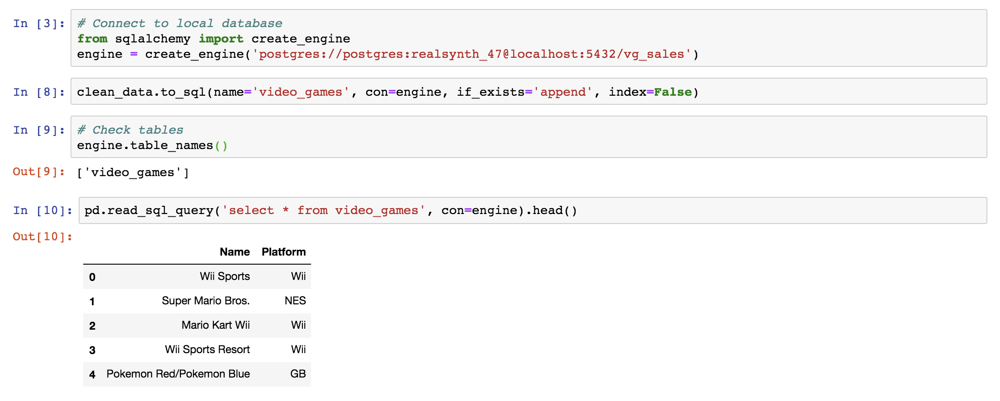 In [3]: # Connect to local database
from sqlalchemy import create_engine
engine = create_engine('postgres://postgres:realsynth_47@localhost:5432/vg_sales')
In [8]: clean_data.to_sql(name='video_games', con=engine, if_exists='append', index=False)
In [9]: # Check tables
engine.table_names()
Out[9]: ['video_games']
In [10]: pd.read_sql_query('select * from video_games', con=engine).head()
Out[10]:
Name Platform
0 Wii Sports Wii
1 Super Mario Bros. NES
2 Mario Kart Wii Wii
3 Wii Sports Resort Wii
4 Pokemon Red/Pokemon Blue GB